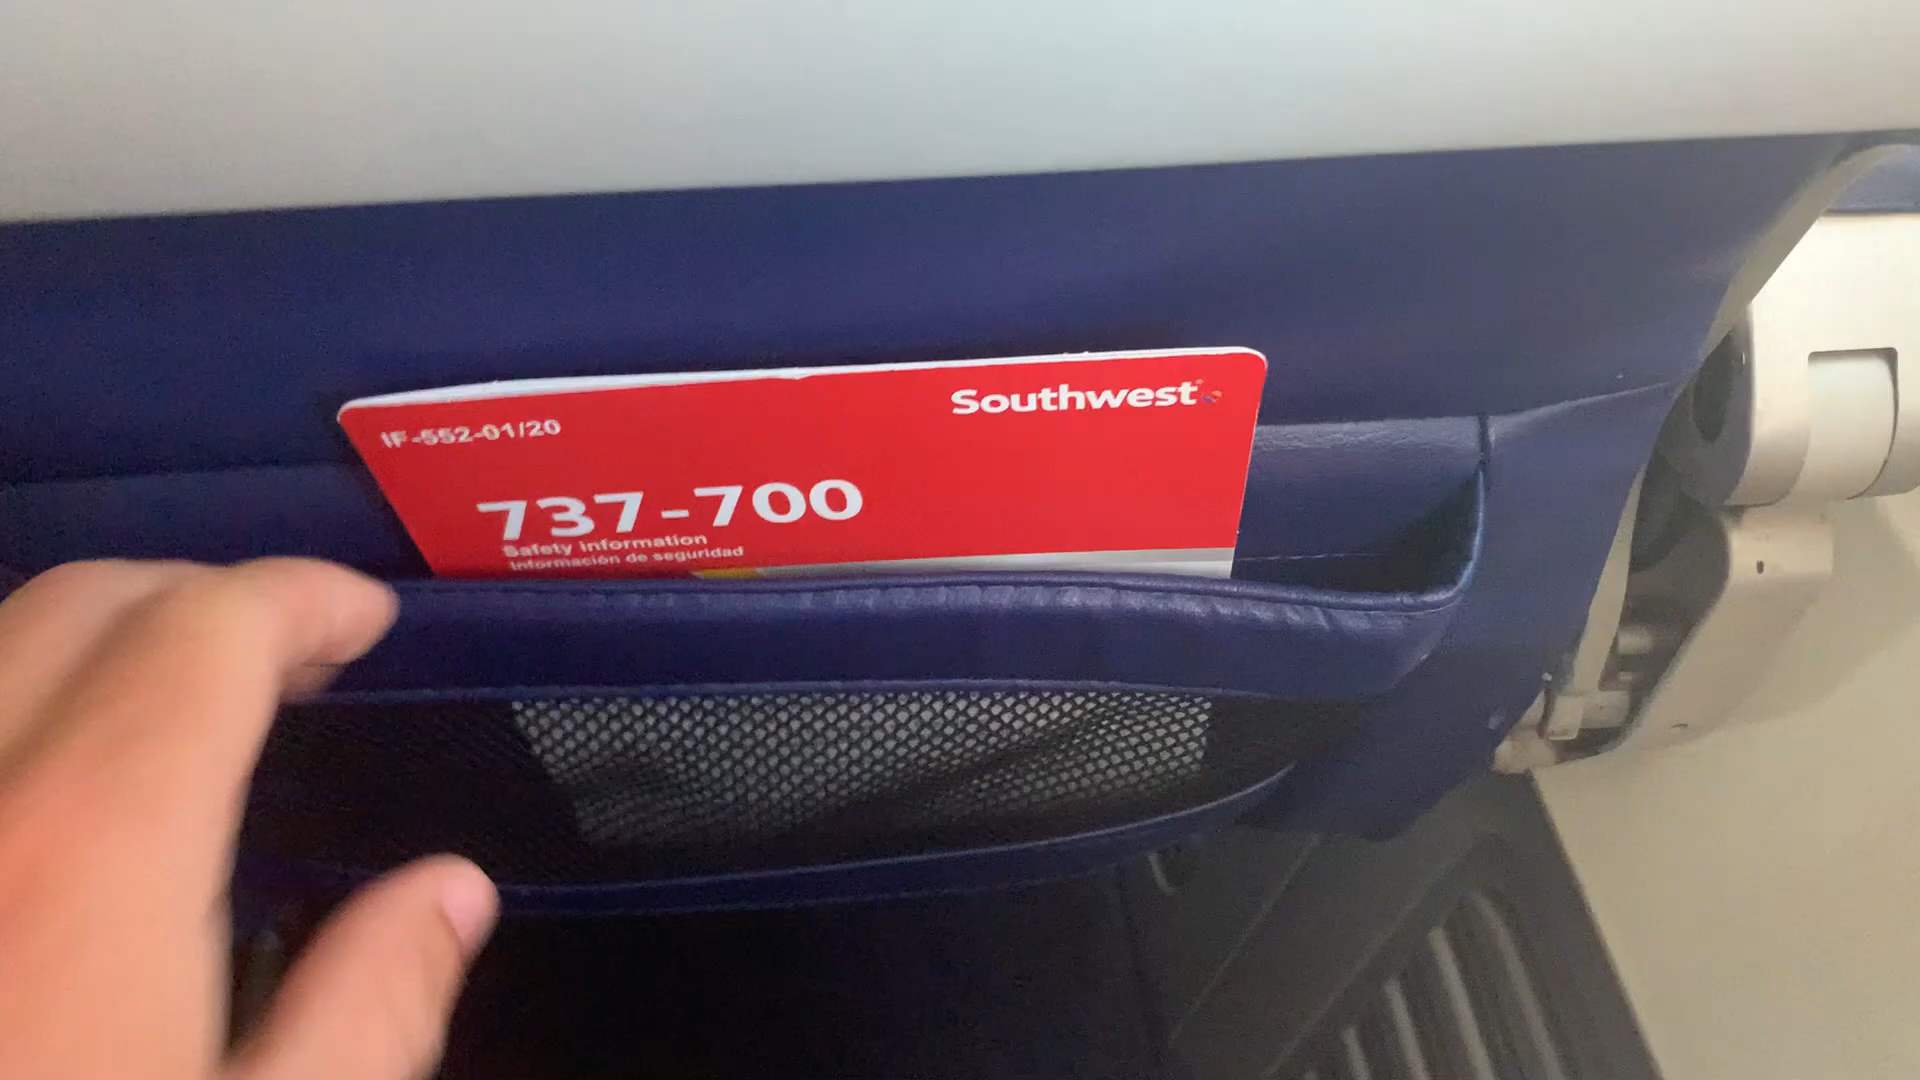 Southwest
IF-552-01/20
737-700
Safety Information
Información de seguridad